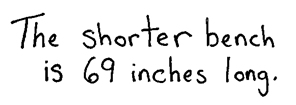 The shorter bench
is 69 inches long.